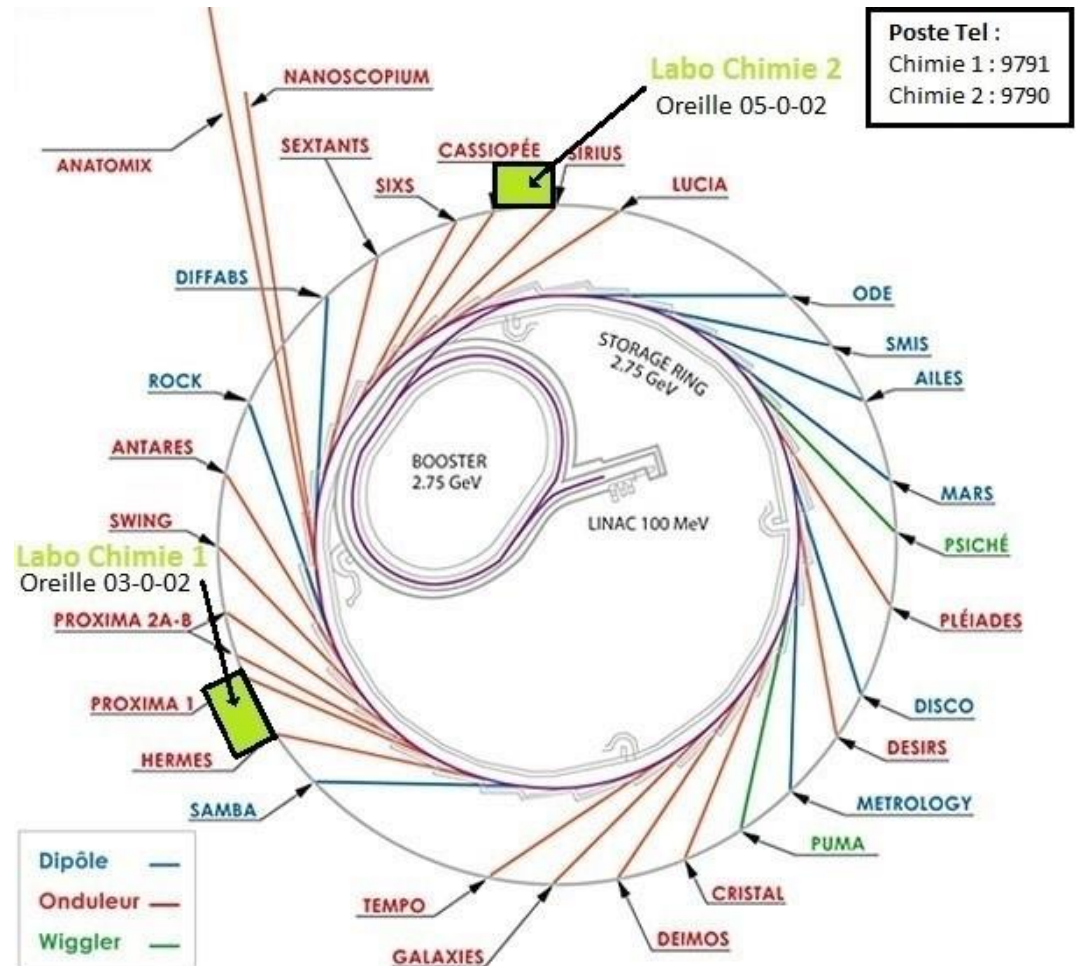 Poste Tel :
Chimie 1 : 9791
Chimie 2 : 9790
Labo Chimie 2
Oreille 05-0-02
NANOSCOPIUM
ANATOMIX
SEXTANTS
CASSIOPÉE
SIRIUS
SIXS
LUCIA
DIFFABS
ODE
SMIS
AILES
ROCK
STORAGE RING
2.75 GeV
ANTARES
BOOSTER
2.75 GeV
MARS
LINAC 100 MeV
SWING
PSICHÉ
Labo Chimie 1
Oreille 03-0-02
PROXIMA 2A-B
PLÉIADES
PROXIMA 1
DISCO
HERMES
DESIRS
SAMBA
METROLOGY
PUMA
Dipôle
Onduleur
Wiggler
TEMPO
CRISTAL
GALAXIES
DEIMOS